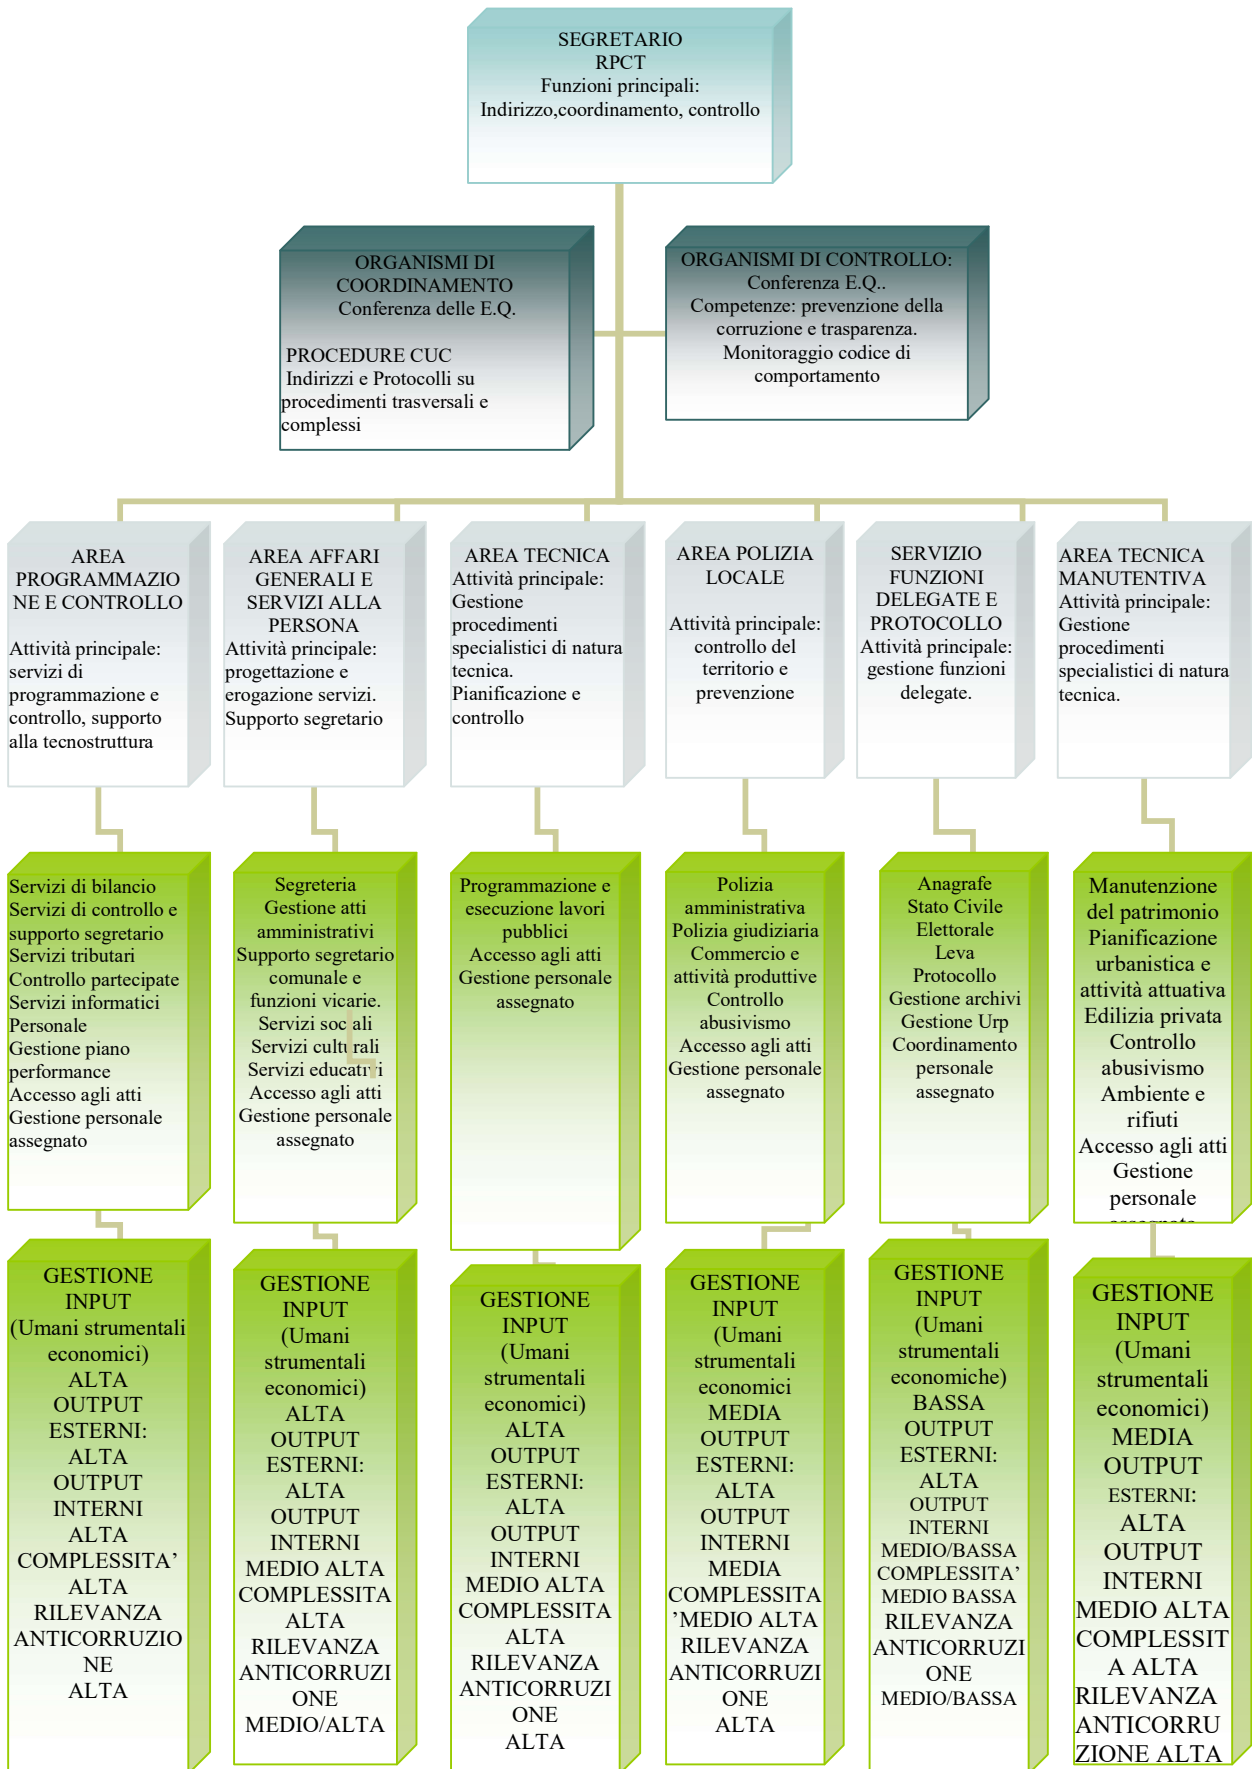 SEGRETARIO
RPCT
Funzioni principali:
Indirizzo,coordinamento, controllo
ORGANISMI DI
COORDINAMENTO
Conferenza delle E.Q.
PROCEDURE CUC
Indirizzi e Protocolli su
procedimenti trasversali e
complessi
ORGANISMI DI CONTROLLO:
Conferenza E.Q..
Competenze: prevenzione della
corruzione e trasparenza.
Monitoraggio codice di
comportamento
AREA
PROGRAMMAZIO
NE E CONTROLLO
Attività principale:
servizi di
programmazione e
controllo, supporto
alla tecnostruttura
AREA AFFARI
GENERALI E
SERVIZI ALLA
PERSONA
Attività principale:
progettazione e
erogazione servizi.
Supporto segretario
AREA TECNICA
Attività principale:
Gestione
procedimenti
specialistici di natura
tecnica.
Pianificazione e
controllo
AREA POLIZIA
LOCALE
Attività principale:
controllo del
territorio e
prevenzione
SERVIZIO
FUNZIONI
DELEGATE E
PROTOCOLLO
Attività principale:
gestione funzioni
delegate.
AREA TECNICA
MANUTENTIVA
Attività principale:
Gestione
procedimenti
specialistici di natura
tecnica.
Servizi di bilancio
Servizi di controllo e
supporto segretario
Servizi tributari
Controllo partecipate
Servizi informatici
Personale
Gestione piano
performance
Accesso agli atti
Gestione personale
assegnato
Segreteria
Gestione atti
amministrativi
Supporto segretario
comunale e
funzioni vicarie.
Servizi sociali
Servizi culturali
Servizi educativi
Accesso agli atti
Gestione personale
assegnato
Programmazione e
esecuzione lavori
pubblici
Accesso agli atti
Gestione personale
assegnato
Polizia
amministrativa
Polizia giudiziaria
Commercio e
attività produttive
Controllo
abusivismo
Accesso agli atti
Gestione personale
assegnato
Anagrafe
Stato Civile
Elettorale
Leva
Protocollo
Gestione archivi
Gestione Urp
Coordinamento
personale
assegnato
Manutenzione
del patrimonio
Pianificazione
urbanistica e
attività attuativa
Edilizia privata
Controllo
abusivismo
Ambiente e
rifiuti
Accesso agli atti
Gestione
personale
GESTIONE
INPUT
(Umani strumentali
economici)
ALTA
OUTPUT
ESTERNI:
ALTA
OUTPUT
INTERNI
ALTA
COMPLESSITA’
ALTA
RILEVANZA
ANTICORRUZIO
NE
ALTA
GESTIONE
INPUT
(Umani
strumentali
economici)
ALTA
OUTPUT
ESTERNI:
ALTA
OUTPUT
INTERNI
MEDIO ALTA
COMPLESSITA
ALTA
RILEVANZA
ANTICORRUZI
ONE
MEDIO/ALTA
GESTIONE
INPUT
(Umani
strumentali
economici)
ALTA
OUTPUT
ESTERNI:
ALTA
OUTPUT
INTERNI
MEDIO ALTA
COMPLESSITA
ALTA
RILEVANZA
ANTICORRUZI
ONE
ALTA
GESTIONE
INPUT
(Umani
strumentali
economici
MEDIA
OUTPUT
ESTERNI:
ALTA
OUTPUT
INTERNI
MEDIA
COMPLESSITA
’MEDIO ALTA
RILEVANZA
ANTICORRUZI
ONE
ALTA
GESTIONE
INPUT
(Umani
strumentali
economiche)
BASSA
OUTPUT
ESTERNI:
ALTA
OUTPUT
INTERNI
MEDIO/BASSA
COMPLESSITA’
MEDIO BASSA
RILEVANZA
ANTICORRUZI
ONE
MEDIO/BASSA
GESTIONE
INPUT
(Umani
strumentali
economici)
MEDIA
OUTPUT
ESTERNI:
ALTA
OUTPUT
INTERNI
MEDIO ALTA
COMPLESSIT
A ALTA
RILEVANZA
ANTICORRU
ZIONE ALTA